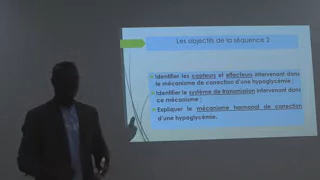 Les objectifs de la séquence 2
Identifier les capteurs et effecteurs intervenant dans
le mécanisme de correction d'une hypoglycémie ;
Identifier le système de transmission intervenant dans
ce mécanisme ;
Expliquer le mécanisme hormonal de correction
d'une hypoglycémie.